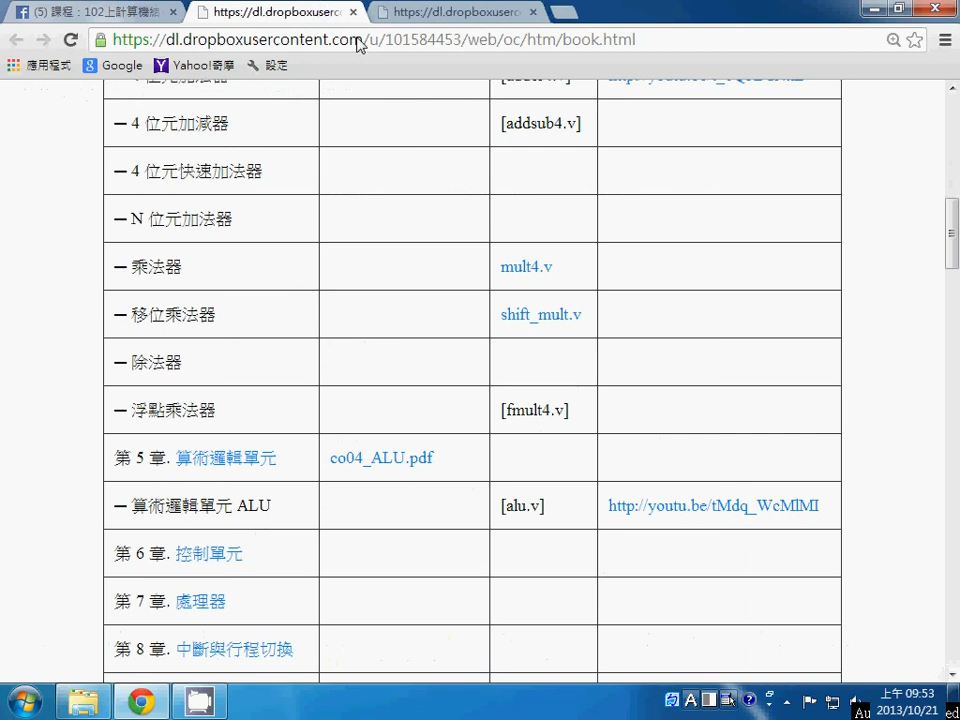 (5) 課程：102上計算機結
https://dl.dropboxuserco
https://dl.dropboxuserco
https://dl.dropboxusercontent.com/u/101584453/web/oc/htm/book.html
應用程式 Google Yahoo!奇摩 設定
─ 4 位元加減器 [addsub4.v]
─ 4 位元快速加法器
─ N 位元加法器
─ 乘法器 mult4.v
─ 移位乘法器 shift_mult.v
─ 除法器
─ 浮點乘法器 [fmult4.v]
第 5 章. 算術邏輯單元 co04_ALU.pdf
─ 算術邏輯單元 ALU [alu.v] http://youtu.be/tMdq_WcMlMI
第 6 章. 控制單元
第 7 章. 處理器
第 8 章. 中斷與行程切換
上午 09:53
2013/10/21